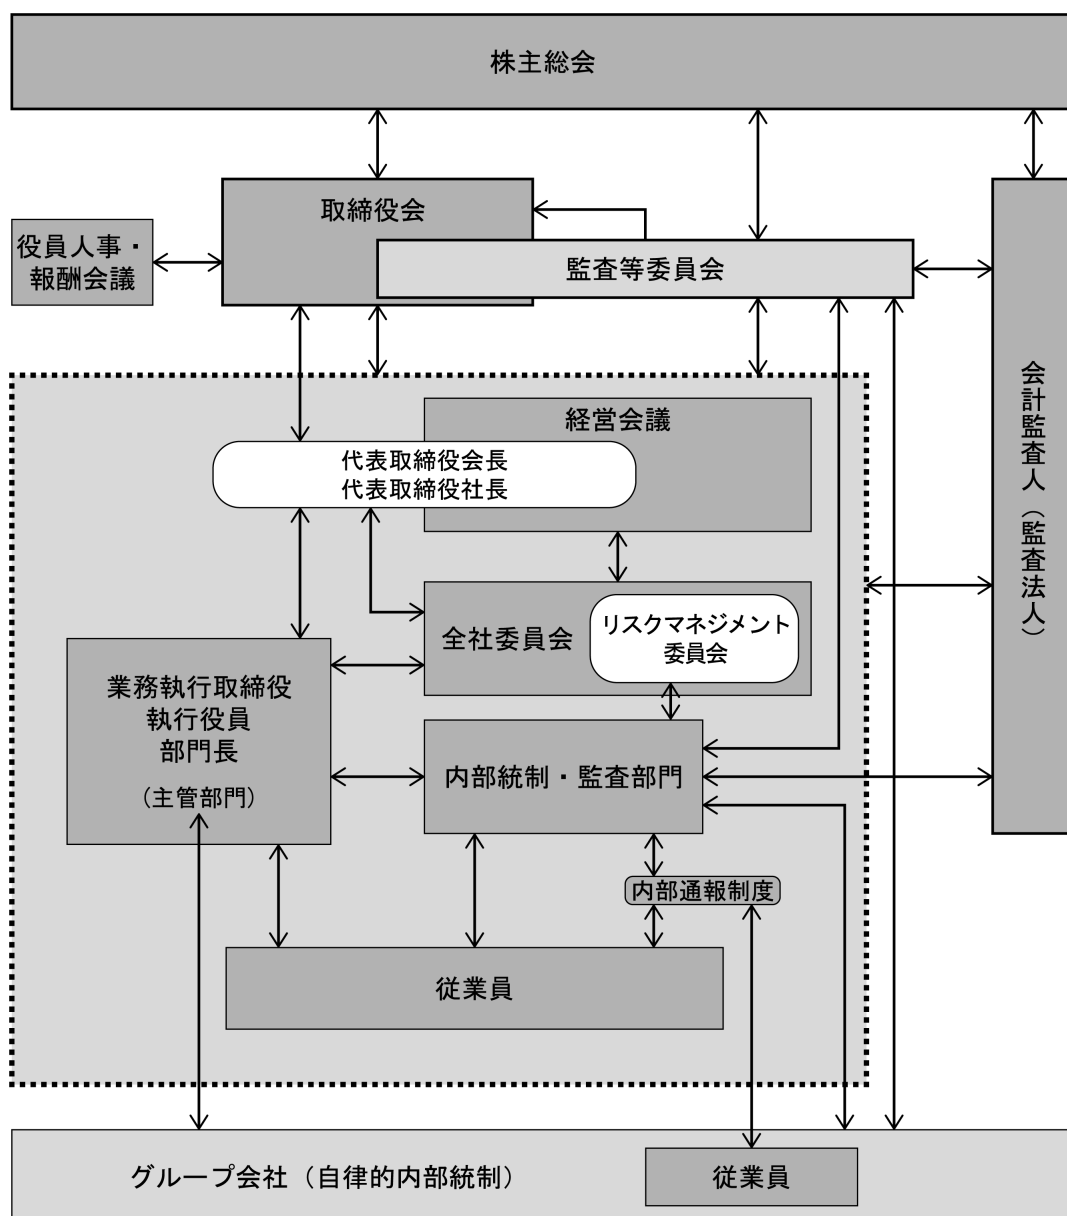 株主総会
取締役会
役員人事・
報酬会議
監査等委員会
会計監査人（監査法人）
経営会議
代表取締役会長
代表取締役社長
全社委員会
リスクマネジメント
委員会
業務執行取締役
執行役員
部門長
（主管部門）
内部統制・監査部門
内部通報制度
従業員
グループ会社（自律的内部統制）
従業員